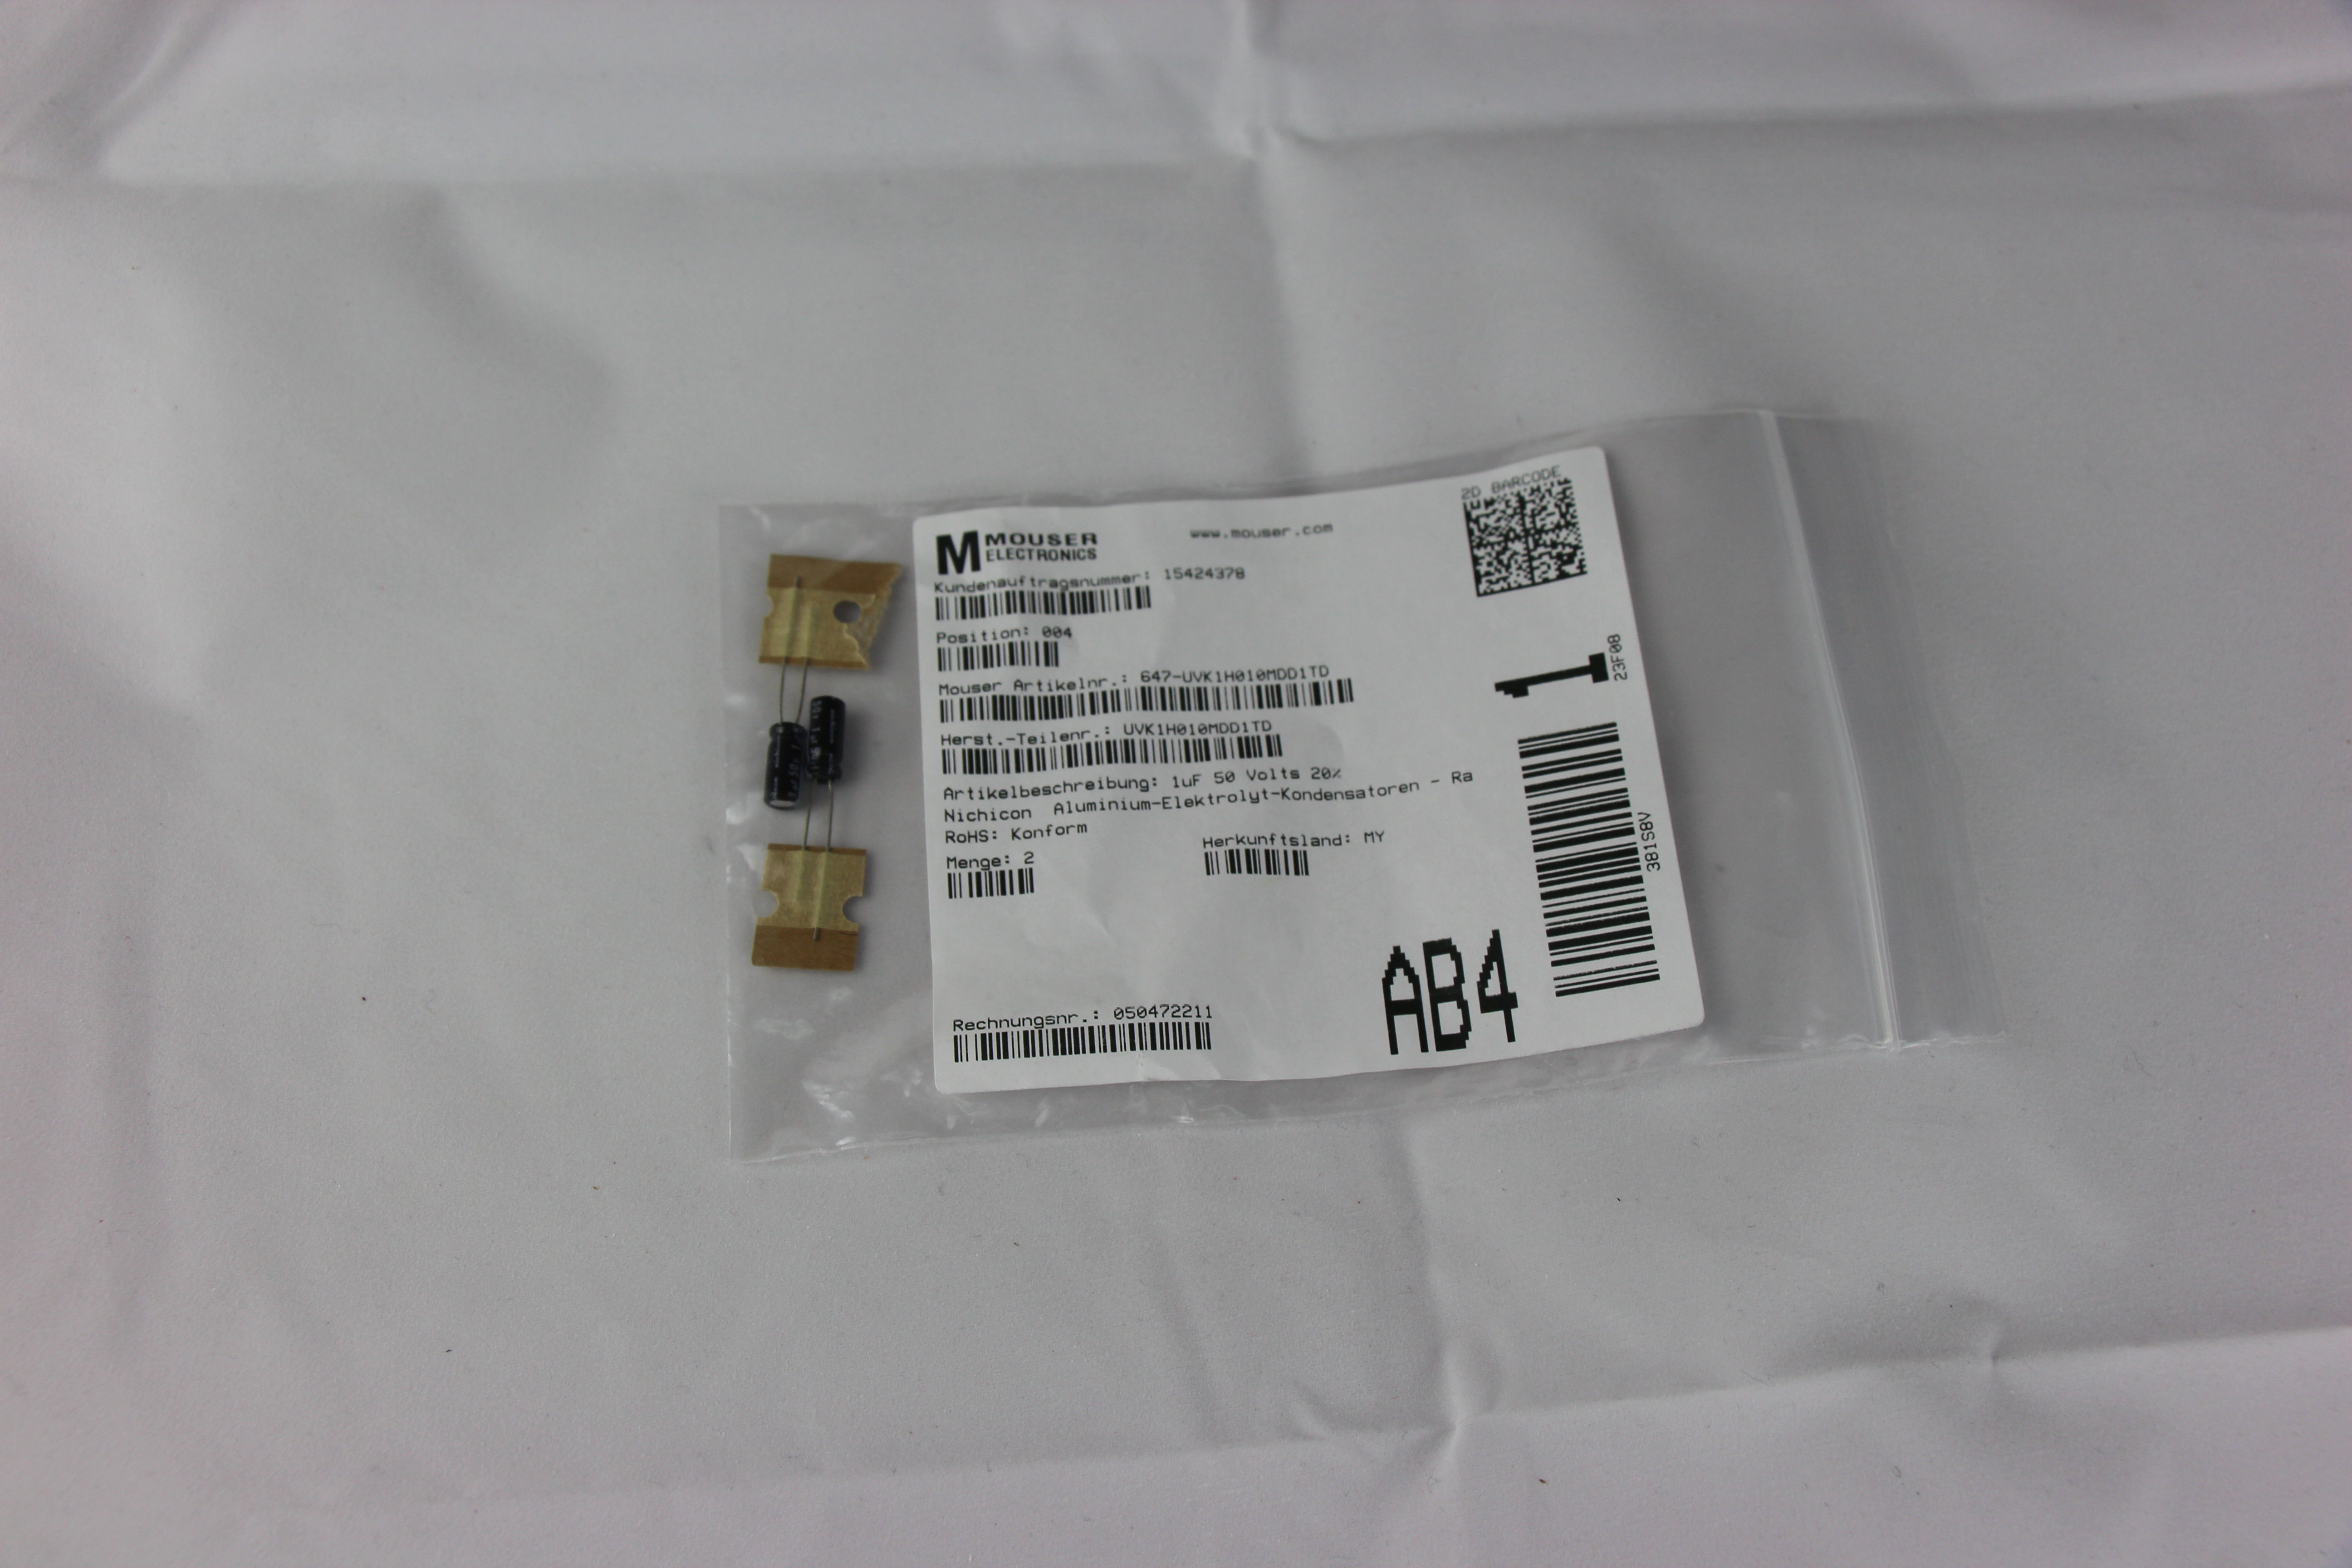 M MOUSER
ELECTRONICS
www.mouser.com
2D BARCODE
Kundenauftragsnummer: 15424378
Position: 004
Mouser Artikelnr.: 647-UVK1H010MDD1TD
Herst.-Teilenr.: UVK1H010MDD1TD
Artikelbeschreibung: 1uF 50 Volts 20%
Nichicon Aluminium-Elektrolyt-Kondensatoren - Ra
RoHS: Konform
Menge: 2
Herkunftsland: MY
Rechnungsnr.: 050472211
AB4
1
23F08
381S8V